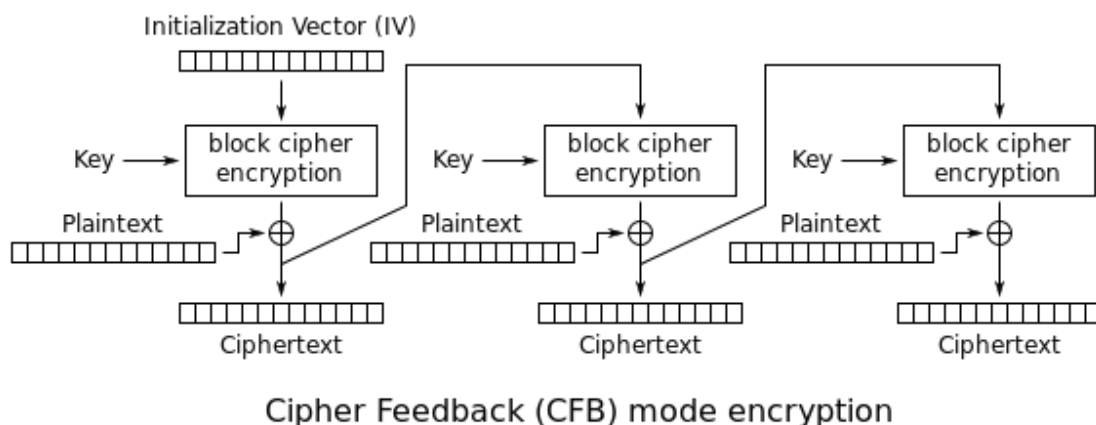 Initialization Vector (IV)
Key
block cipher
encryption
Plaintext
Ciphertext
Key
block cipher
encryption
Plaintext
Ciphertext
Key
block cipher
encryption
Plaintext
Ciphertext
Cipher Feedback (CFB) mode encryption